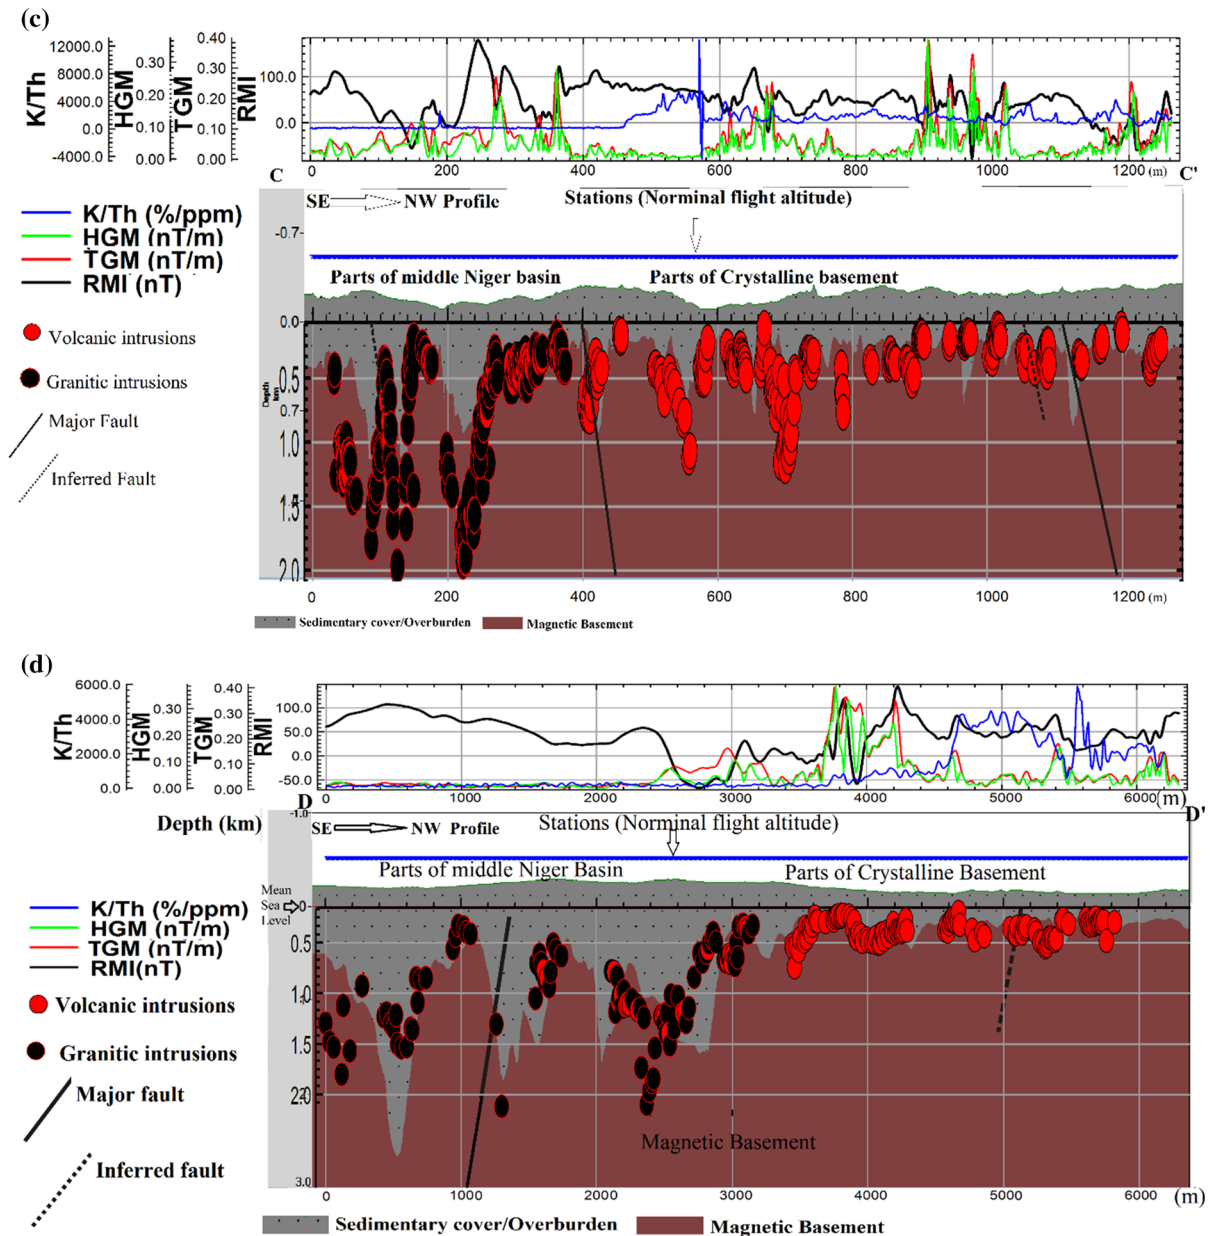 (c)
12000.0
8000.0
4000.0
0.0
-4000.0
K/Th
HGM
0.20
0.10
0.00
TGM
0.40
0.30
0.20
0.10
0.00
RMI
100.0
0.0
0 200 400 600 800 1000 1200 (m)
C C'
SE NW Profile Stations (Norminal flight altitude)
K/Th (%/ppm)
HGM (nT/m)
TGM (nT/m)
RMI (nT)
Volcanic intrusions
Granitic intrusions
Major Fault
Inferred Fault
-0.7
Parts of middle Niger basin Parts of Crystalline basement
0.0
0.5
0.7
1.0
1.5
2.0
Depth
km
0 200 400 600 800 1000 1200 (m)
Sedimentary cover/Overburden Magnetic Basement
(d)
6000.0
4000.0
2000.0
0.0
K/Th
HGM
0.20
0.10
0.00
TGM
0.40
0.30
0.20
0.10
0.00
RMI
100.0
50.0
0.0
-50.0
0 1000 2000 3000 4000 5000 6000 (m)
D D'
Depth (km)
-1.0
SE NW Profile Stations (Norminal flight altitude)
Parts of middle Niger Basin Parts of Crystalline Basement
Mean
Sea
Level
0
K/Th (%/ppm)
HGM (nT/m)
TGM (nT/m)
RMI(nT)
Volcanic intrusions
Granitic intrusions
Major fault
Inferred fault
0.5
1.0
1.5
2.0
3.0
Magnetic Basement
0 1000 2000 3000 4000 5000 6000 (m)
Sedimentary cover/Overburden Magnetic Basement